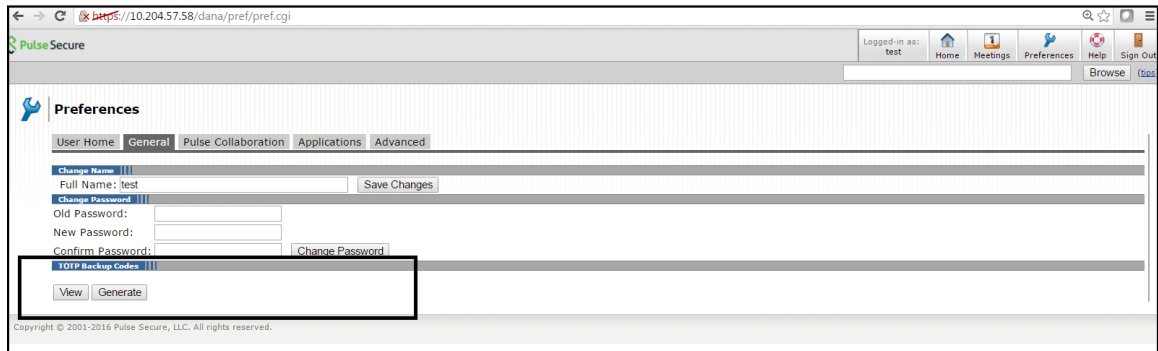 https://10.204.57.58/dana/pref/pref.cgi
Pulse Secure
Logged-in as:
test
Home
1
Meetings
Preferences
Help
Sign Out
Browse
(tips
Preferences
User Home General Pulse Collaboration Applications Advanced
Change Name
Full Name: test Save Changes
Change Password
Old Password:
New Password:
Confirm Password: Change Password
TOTP Backup Codes
View Generate
Copyright © 2001-2016 Pulse Secure, LLC. All rights reserved.